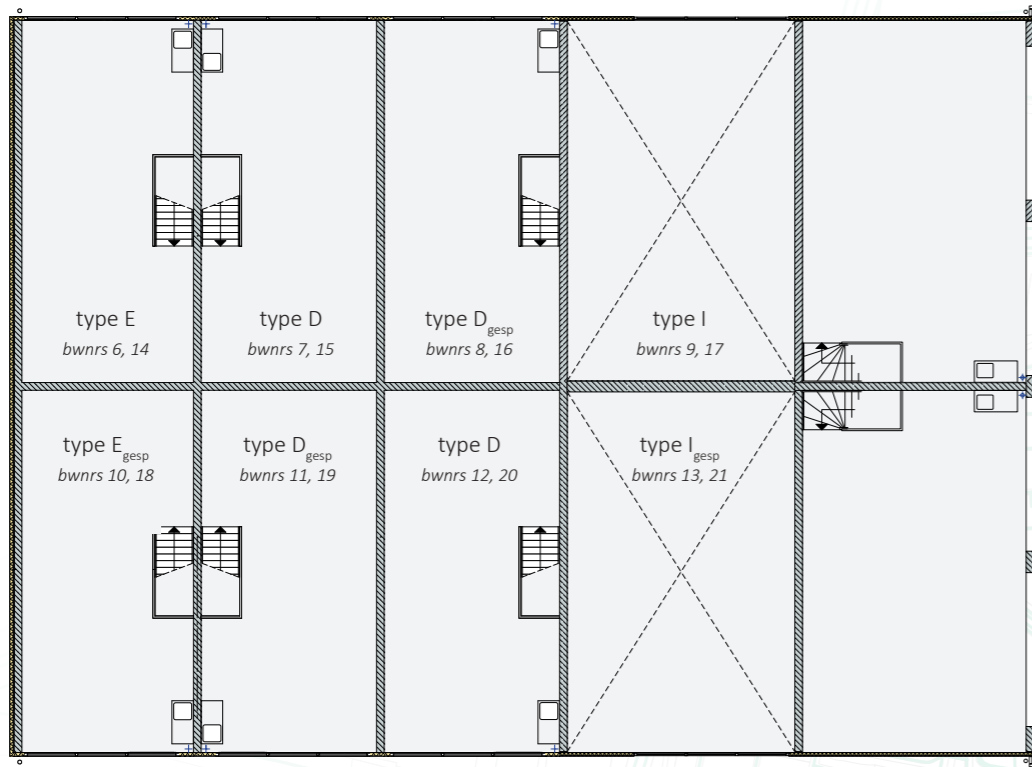 type E
bwnrs 6, 14
type D
bwnrs 7, 15
type Dgesp
bwnrs 8, 16
type I
bwnrs 9, 17
type Egesp
bwnrs 10, 18
type Dgesp
bwnrs 11, 19
type D
bwnrs 12, 20
type Igesp
bwnrs 13, 21